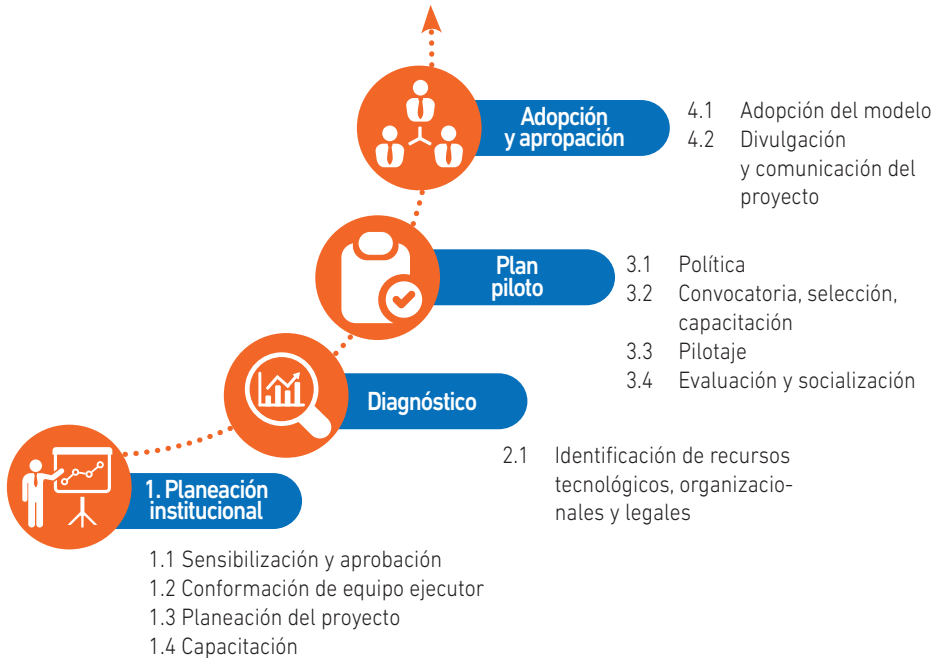 Adopción
y apropación
4.1 Adopción del modelo
4.2 Divulgación
y comunicación del
proyecto
Plan
piloto
3.1 Política
3.2 Convocatoria, selección,
capacitación
3.3 Pilotaje
3.4 Evaluación y socialización
Diagnóstico
2.1 Identificación de recursos
tecnológicos, organizacio-
nales y legales
1. Planeación
institucional
1.1 Sensibilización y aprobación
1.2 Conformación de equipo ejecutor
1.3 Planeación del proyecto
1.4 Capacitación